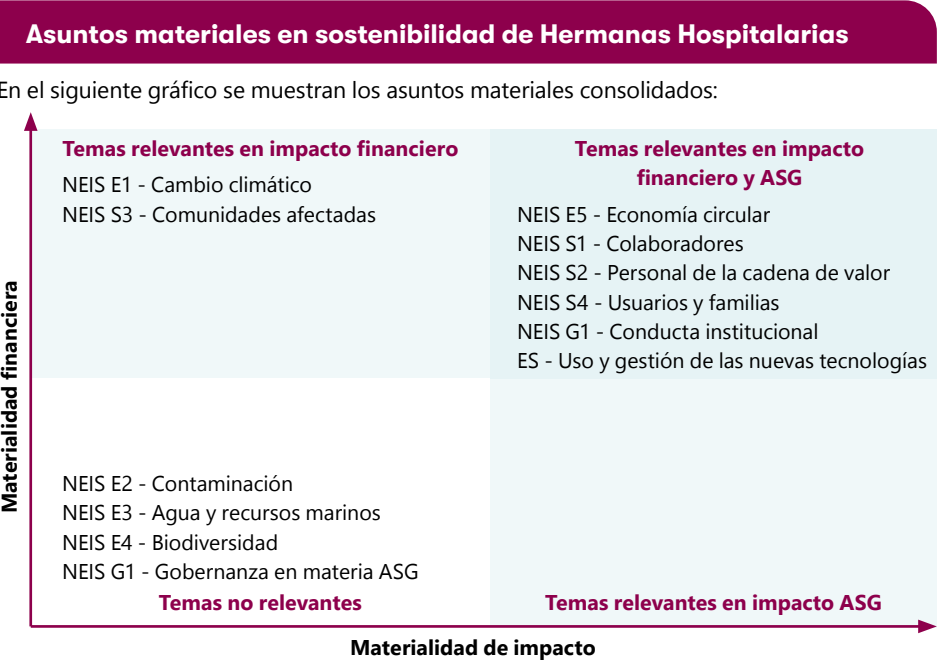 Asuntos materiales en sostenibilidad de Hermanas Hospitalarias
En el siguiente gráfico se muestran los asuntos materiales consolidados:
Temas relevantes en impacto financiero
NEIS E1 - Cambio climático
NEIS S3 - Comunidades afectadas
Temas relevantes en impacto
financiero y ASG
NEIS E5 - Economía circular
NEIS S1 - Colaboradores
NEIS S2 - Personal de la cadena de valor
NEIS S4 - Usuarios y familias
NEIS G1 - Conducta institucional
ES - Uso y gestión de las nuevas tecnologías
Materialidad financiera
NEIS E2 - Contaminación
NEIS E3 - Agua y recursos marinos
NEIS E4 - Biodiversidad
NEIS G1 - Gobernanza en materia ASG
Temas no relevantes
Temas relevantes en impacto ASG
Materialidad de impacto